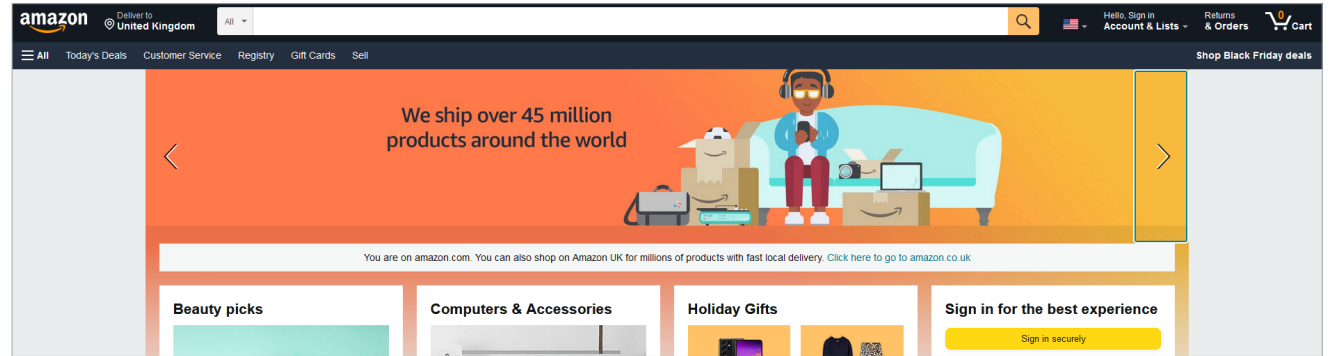 amazon
Deliver to
United Kingdom
All
Hello, Sign in
Account & Lists
Returns
& Orders
0
Cart
All Today's Deals Customer Service Registry Gift Cards Sell Shop Black Friday deals
We ship over 45 million
products around the world
You are on amazon.com. You can also shop on Amazon UK for millions of products with fast local delivery. Click here to go to amazon.co.uk
Beauty picks
Computers & Accessories
Holiday Gifts
Sign in for the best experience
Sign in securely